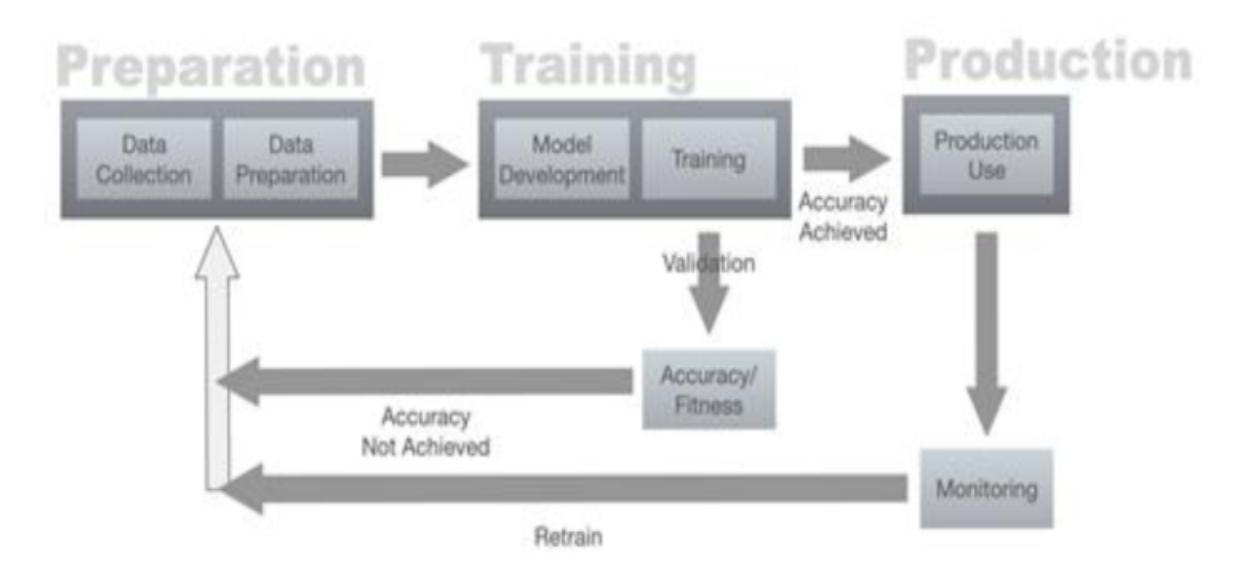 Preparation
Training
Production
Data
Collection
Data
Preparation
Model
Development
Training
Production
Use
Accuracy
Achieved
Validation
Accuracy/
Fitness
Accuracy
Not Achieved
Monitoring
Retrain